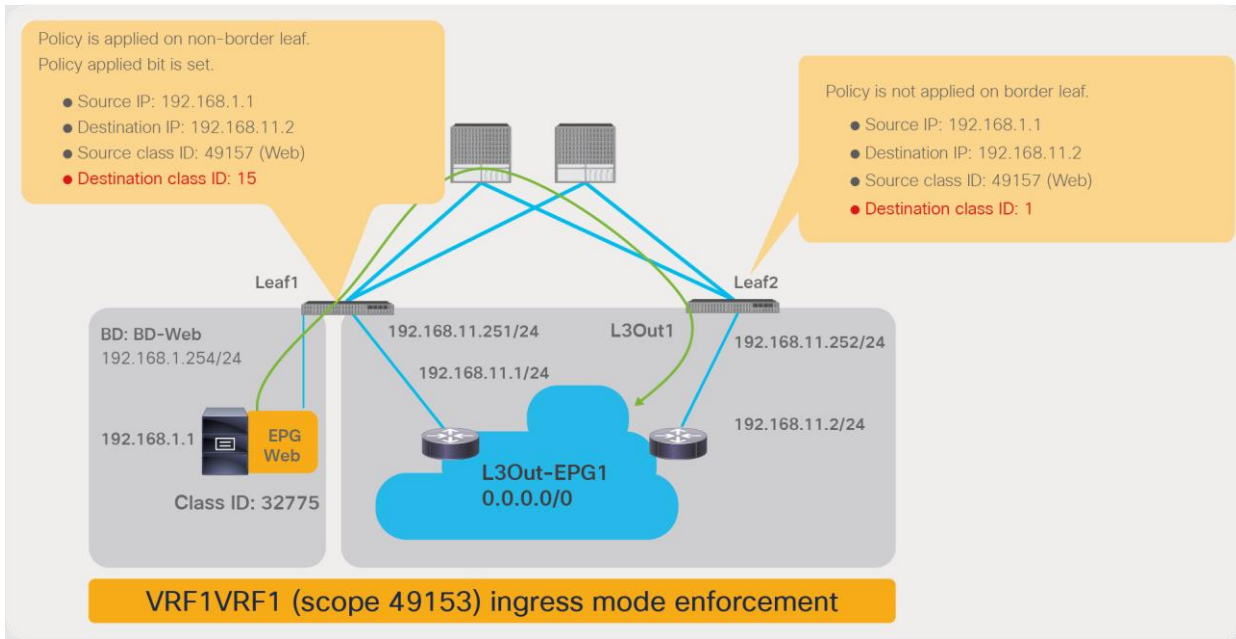 Policy is applied on non-border leaf.
Policy applied bit is set.
● Source IP: 192.168.1.1
● Destination IP: 192.168.11.2
● Source class ID: 49157 (Web)
● Destination class ID: 15
Policy is not applied on border leaf.
● Source IP: 192.168.1.1
● Destination IP: 192.168.11.2
● Source class ID: 49157 (Web)
● Destination class ID: 1
Leaf1
Leaf2
BD: BD-Web
192.168.1.254/24
192.168.11.251/24
L3Out1
192.168.11.252/24
192.168.11.1/24
192.168.11.2/24
192.168.1.1
EPG
Web
Class ID: 32775
L3Out-EPG1
0.0.0.0/0
VRF1VRF1 (scope 49153) ingress mode enforcement